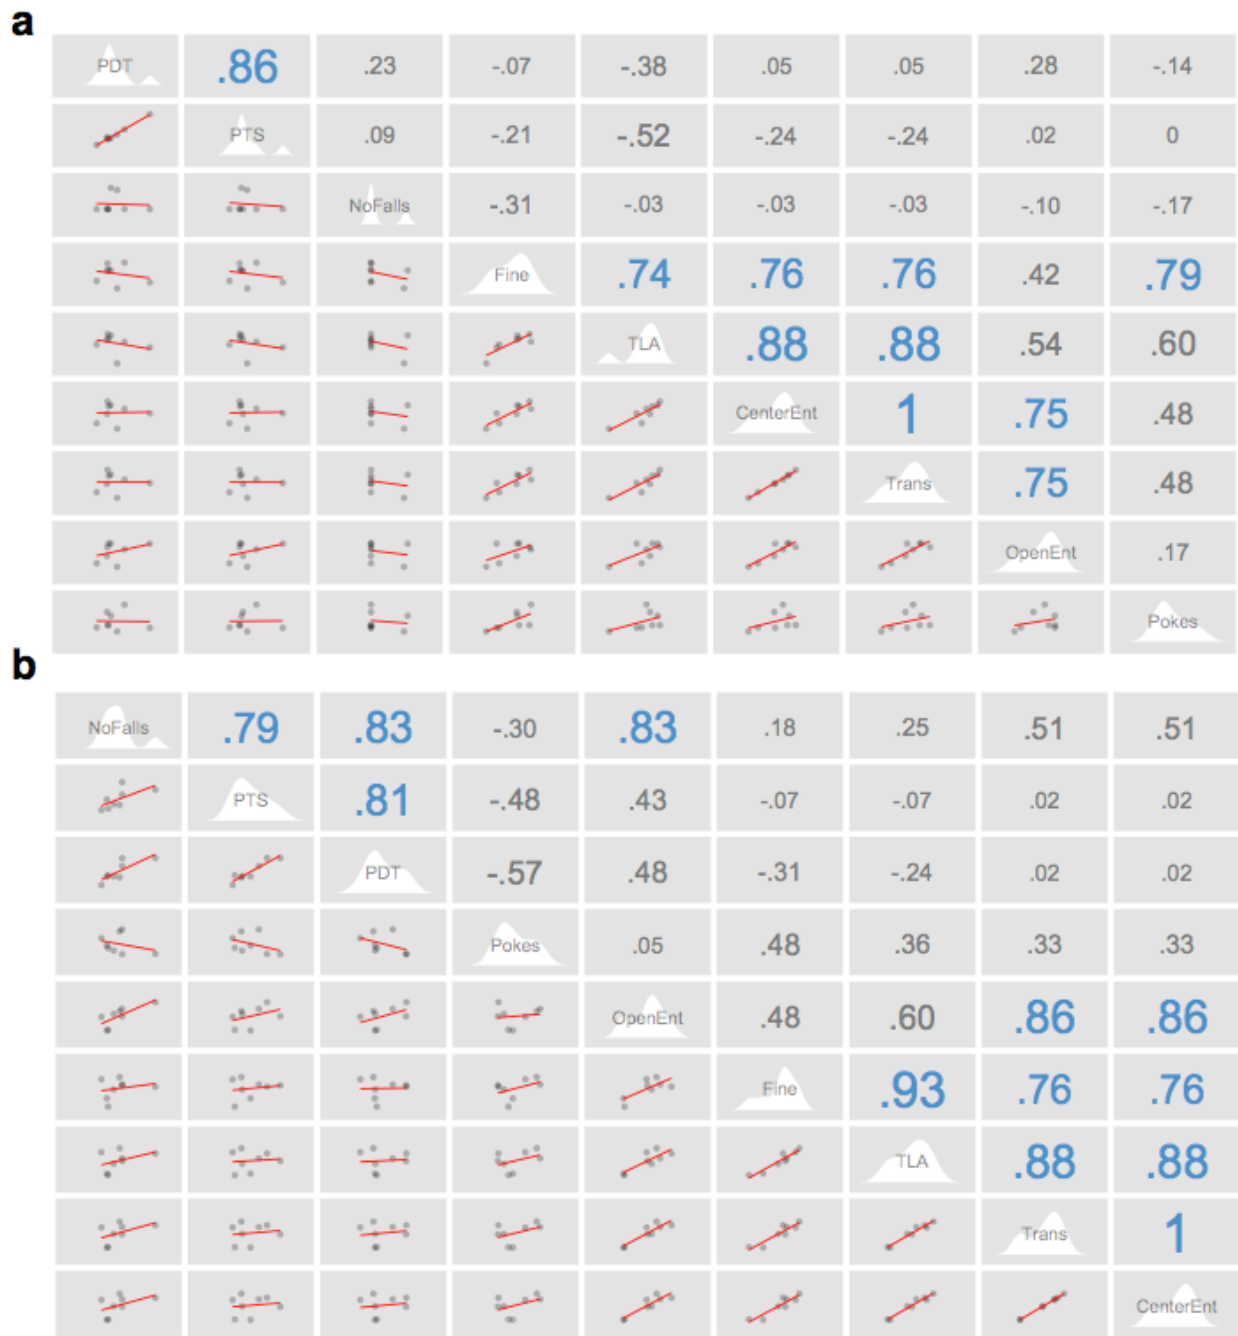 a
PDT .86 .23 -.07 -.38 .05 .05 .28 -.14
PTS .09 -.21 -.52 -.24 -.24 .02 0
NoFalls -.31 -.03 -.03 -.03 -.10 -.17
Fine .74 .76 .76 .42 .79
TLA .88 .88 .54 .60
CenterEnt 1 .75 .48
Trans .75 .48
OpenEnt .17
Pokes
b
NoFalls .79 .83 -.30 .83 .18 .25 .51 .51
PTS .81 -.48 .43 -.07 -.07 .02 .02
PDT -.57 .48 -.31 -.24 .02 .02
Pokes .05 .48 .36 .33 .33
OpenEnt .48 .60 .86 .86
Fine .93 .76 .76
TLA .88 .88
Trans 1
CenterEnt